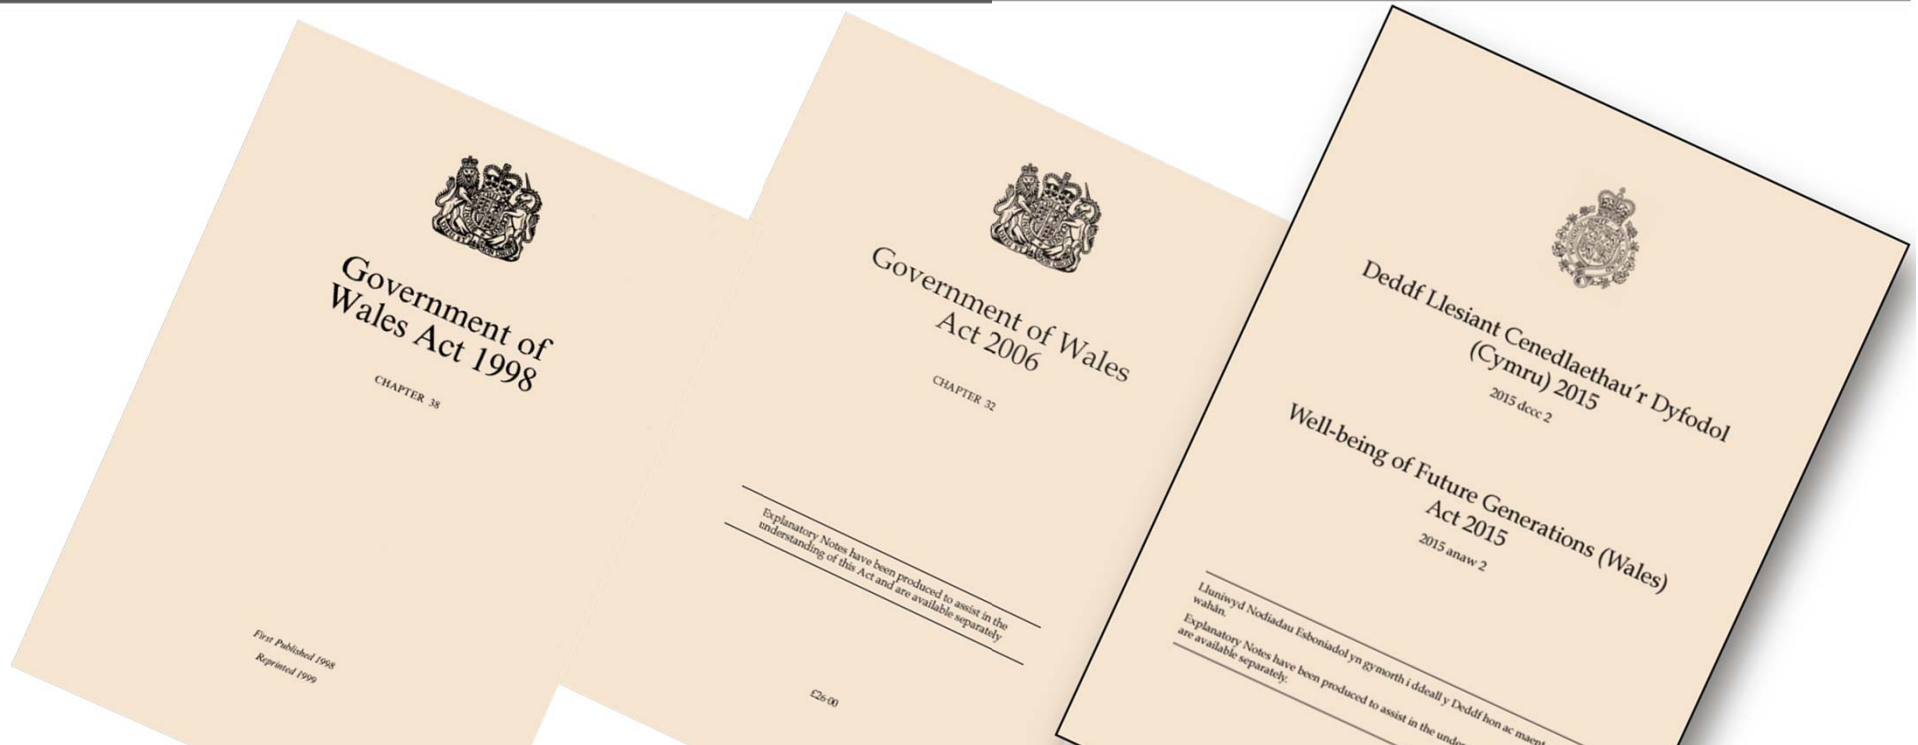 Government of
Wales Act 1998
CHAPTER 38
First Published 1998
Reprinted 1999
Government of Wales
Act 2006
CHAPTER 32
Explanatory Notes have been produced to assist in the
understanding of this Act and are available separately
£26·00
Deddf Llesiant Cenedlaethau'r Dyfodol
(Cymru) 2015
2015 dccc 2
Well-being of Future Generations (Wales)
Act 2015
2015 anaw 2
Lluniwyd Nodiadau Esboniadol yn gymorth i ddeall y Deddf hon ac maent
wahân.
Explanatory Notes have been produced to assist in the
are available separately.